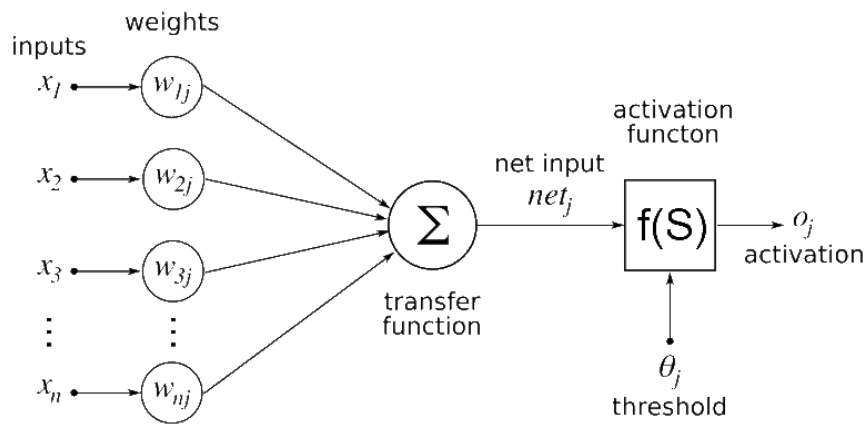 inputs
weights
x₁
w₁ⱼ
x₂
w₂ⱼ
x₃
w₃ⱼ
⋮
⋮
xₙ
wₙⱼ
Σ
transfer
function
net input
netⱼ
activation
functon
f(S)
oⱼ
activation
θⱼ
threshold